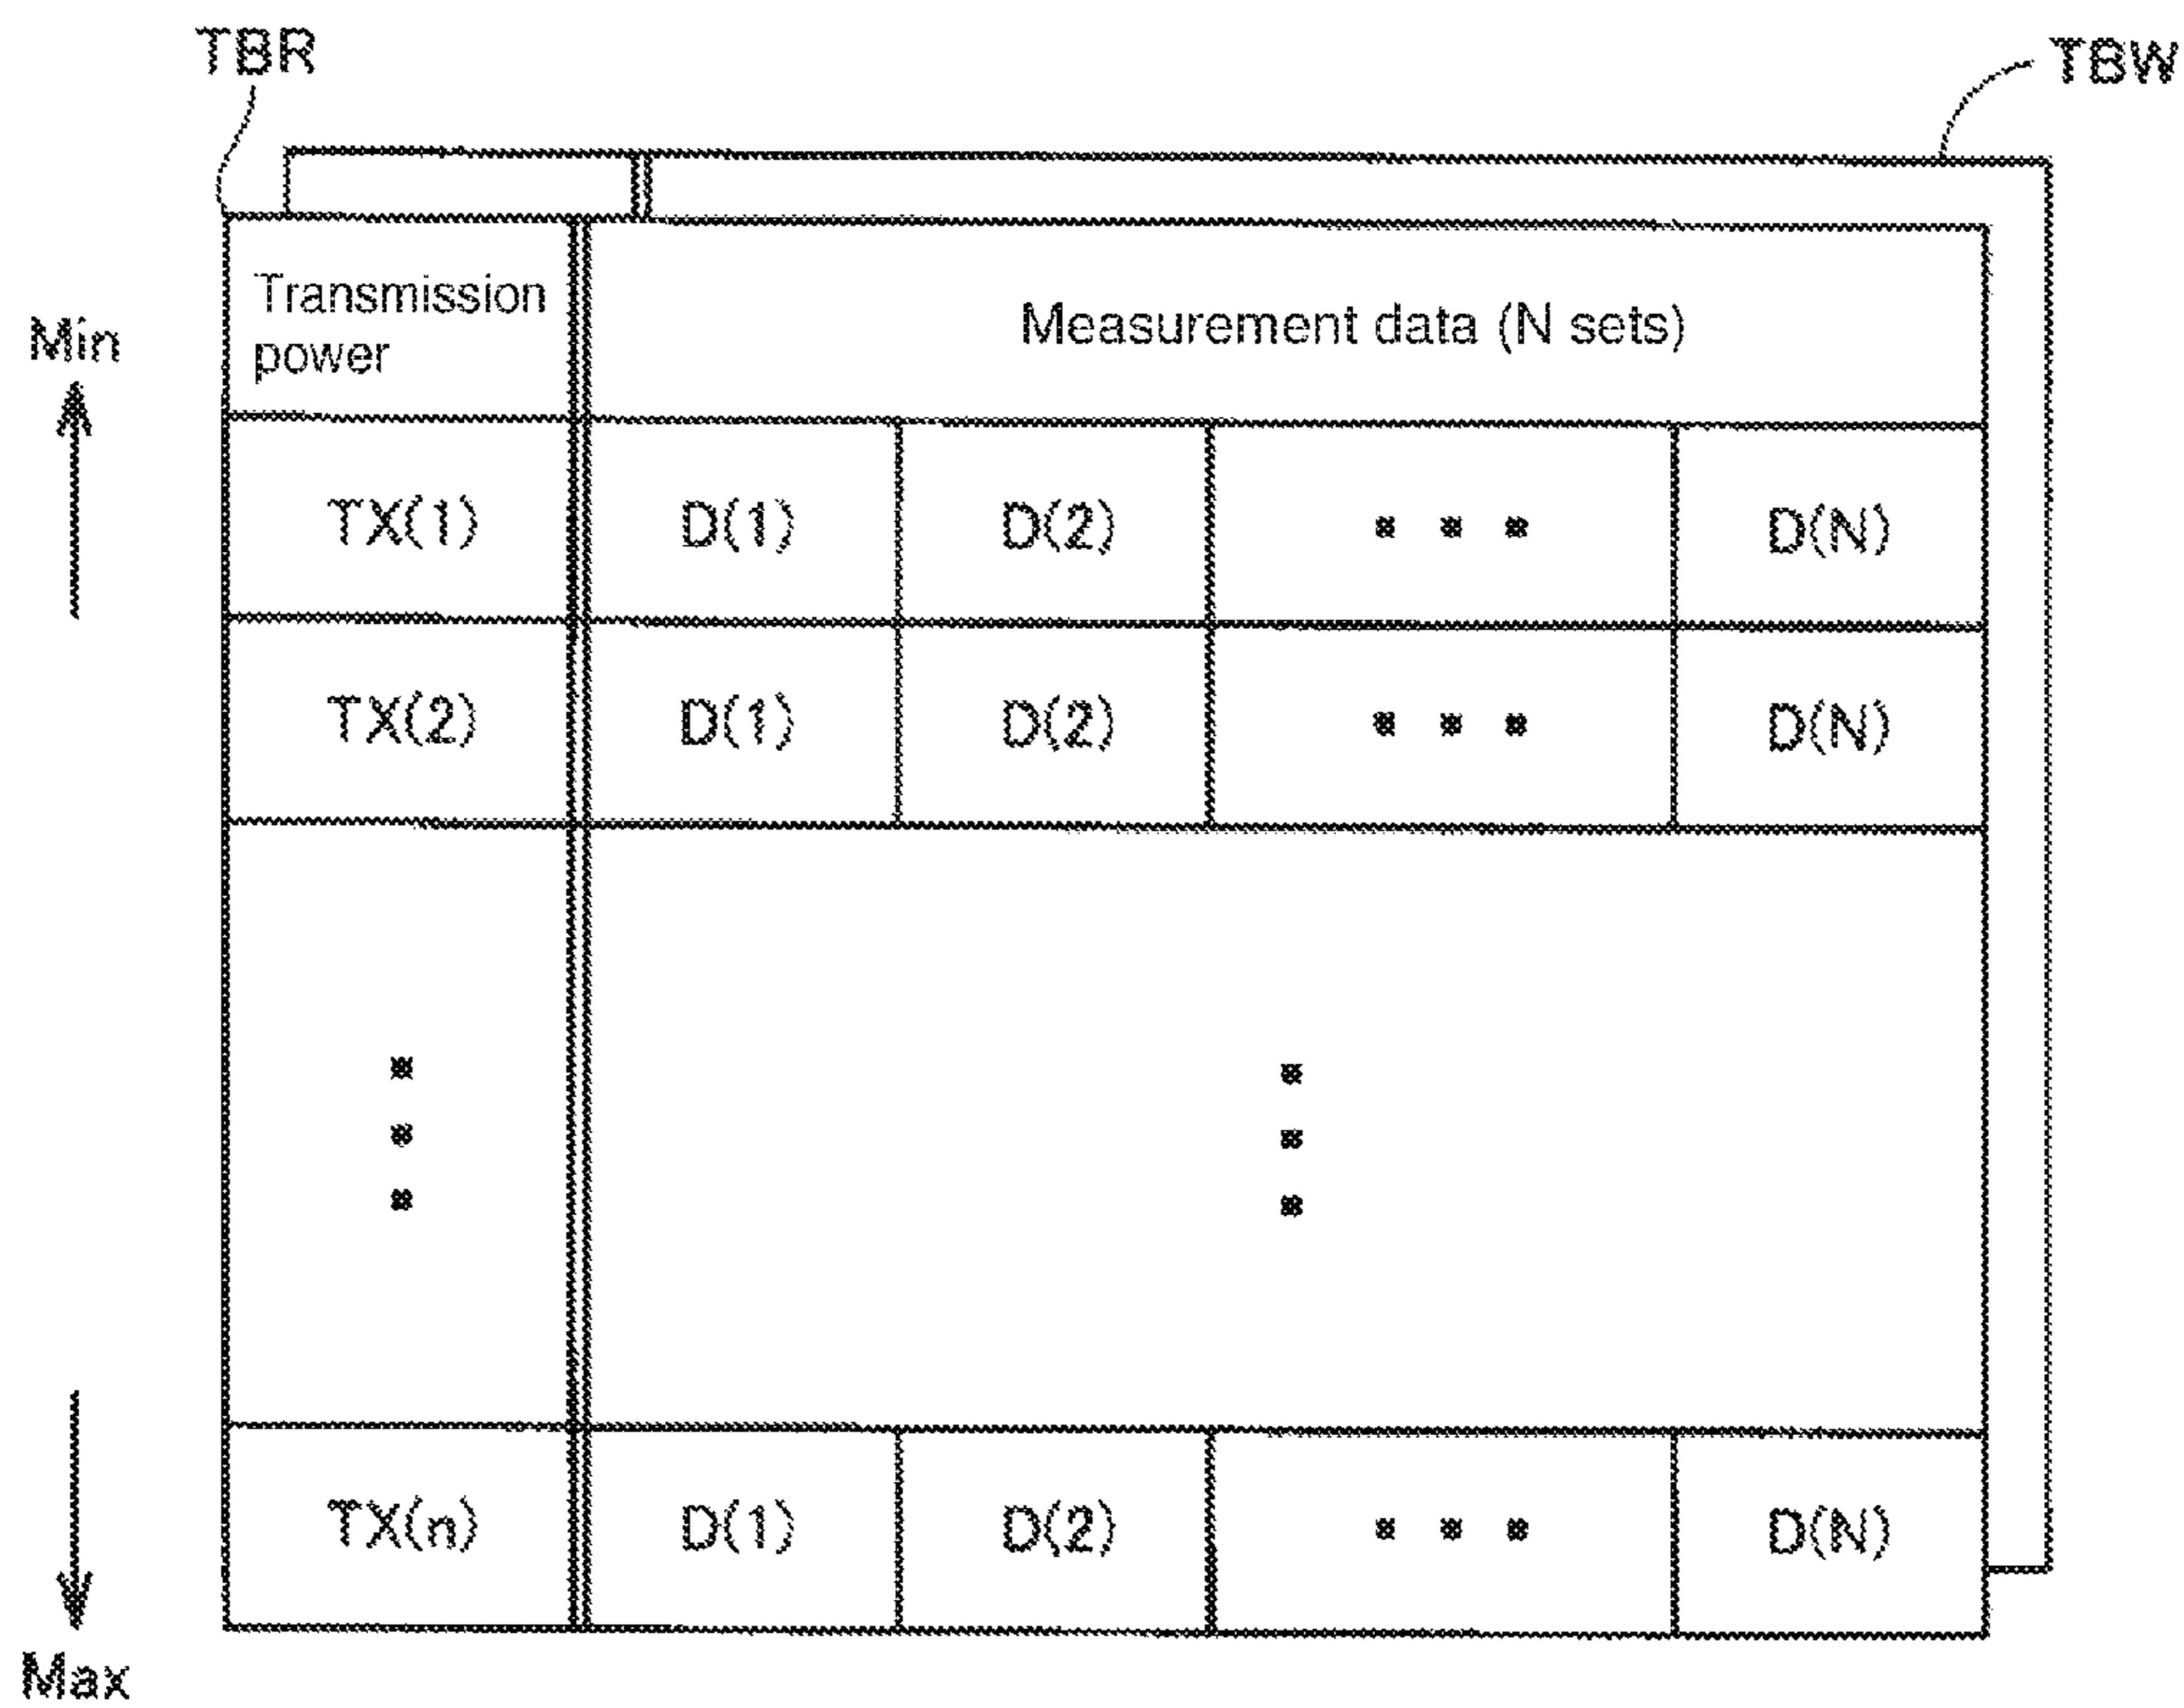 TBR
TBW
Min
Transmission
power
Measurement data (N sets)
TX(1) D(1) D(2) • • • D(N)
TX(2) D(1) D(2) • • • D(N)
• •
• •
• •
TX(n) D(1) D(2) • • • D(N)
Max